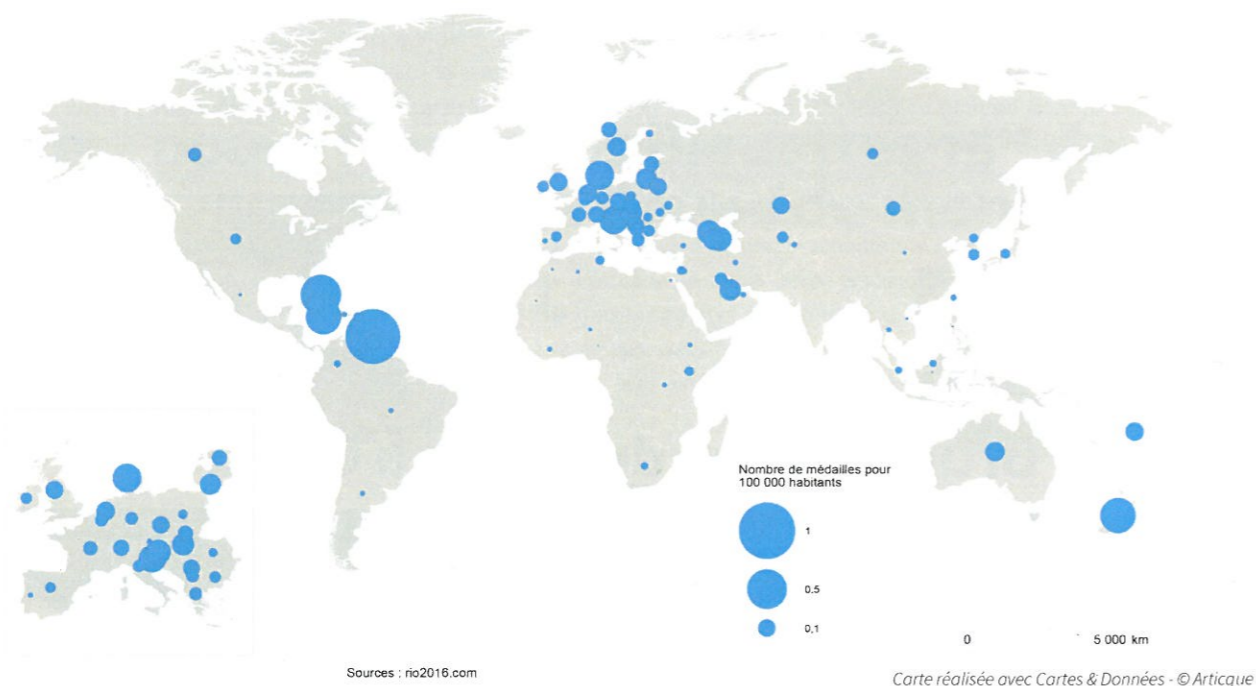 Nombre de médailles pour
100 000 habitants
1
0.5
0,1
0 5 000 km
Sources : rio2016.com
Carte réalisée avec Cartes & Données - © Articque